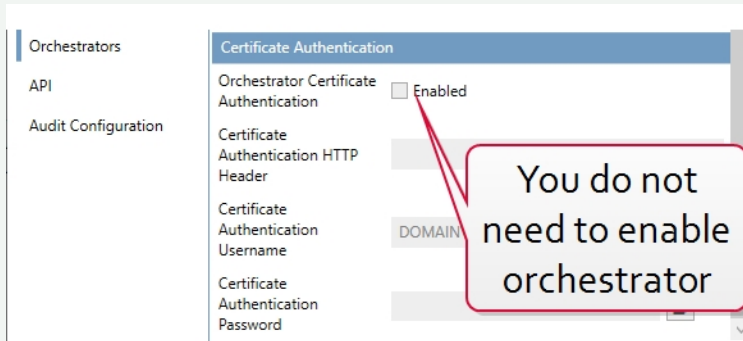 Orchestrators
API
Audit Configuration
Certificate Authentication
Orchestrator Certificate
Authentication
Enabled
Certificate
Authentication HTTP
Header
Certificate
Authentication
Username
DOMAIN
Certificate
Authentication
Password
You do not
need to enable
orchestrator